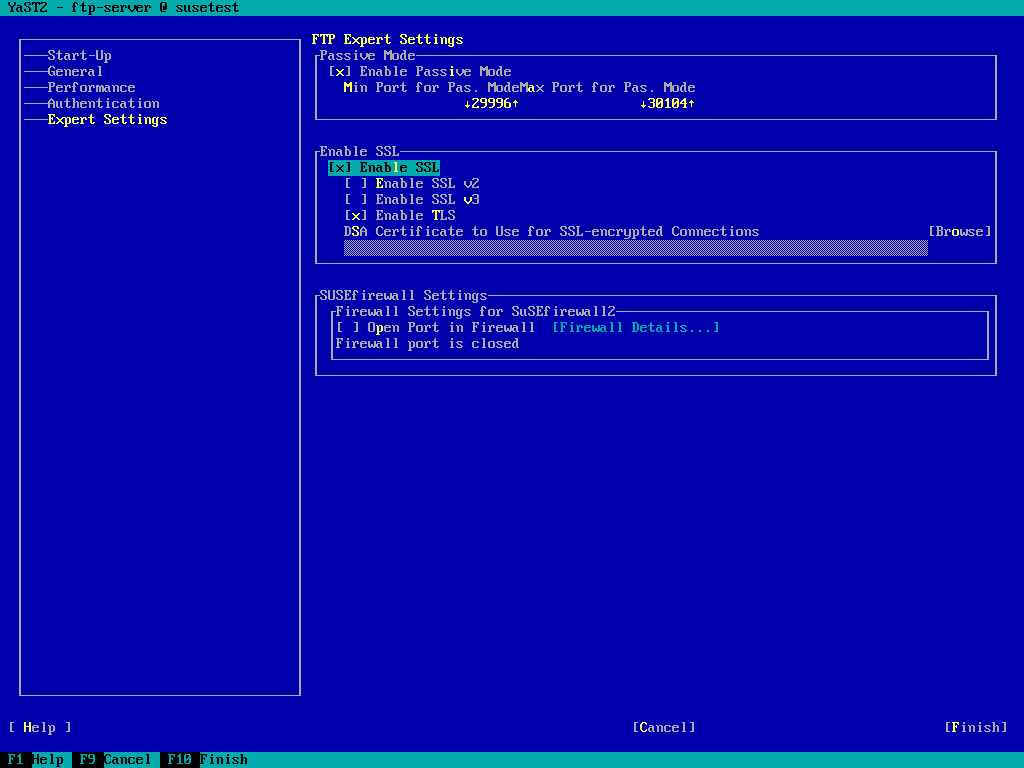 YaST2 - ftp-server @ susetest
Start-Up
General
Performance
Authentication
Expert Settings
FTP Expert Settings
Passive Mode
[x] Enable Passive Mode
Min Port for Pas. ModeMax Port for Pas. Mode
↓29996↑ ↓30104↑
Enable SSL
[x] Enable SSL
[ ] Enable SSL v2
[ ] Enable SSL v3
[x] Enable TLS
DSA Certificate to Use for SSL-encrypted Connections [Browse]
SUSEfirewall Settings
Firewall Settings for SuSEfirewall2
[ ] Open Port in Firewall [Firewall Details...]
Firewall port is closed
[ Help ] [Cancel] [Finish]
F1 Help F9 Cancel F10 Finish